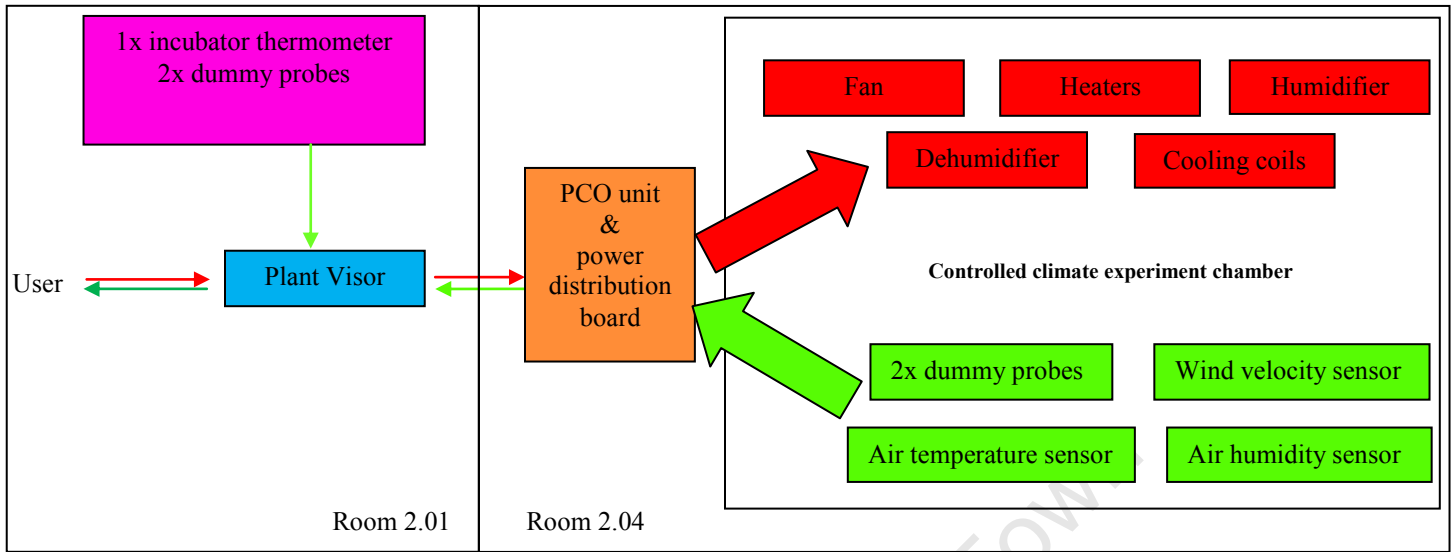 1x incubator thermometer
2x dummy probes
User
Plant Visor
Room 2.01
PCO unit
&
power
distribution
board
Room 2.04
Fan
Heaters
Humidifier
Dehumidifier
Cooling coils
Controlled climate experiment chamber
2x dummy probes
Wind velocity sensor
Air temperature sensor
Air humidity sensor